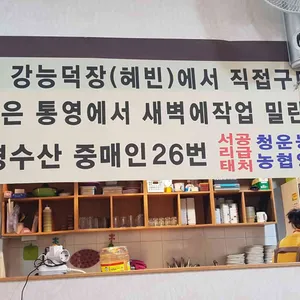 강능덕장(혜빈)에서 직접구
은 통영에서 새벽에작업 밀린
수산 중매인26번
서리태 공급처 청운
농협